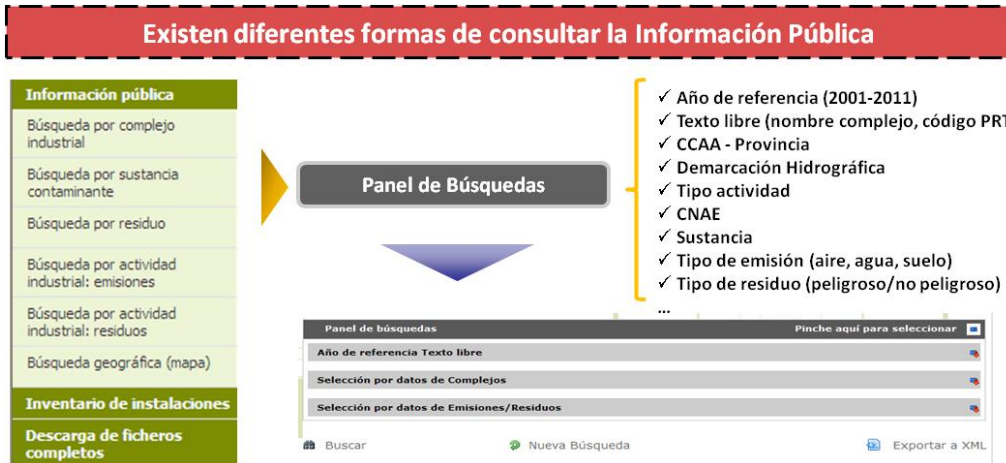 Existen diferentes formas de consultar la Información Pública
Información pública
Búsqueda por complejo
industrial
Búsqueda por sustancia
contaminante
Búsqueda por residuo
Búsqueda por actividad
industrial: emisiones
Búsqueda por actividad
industrial: residuos
Búsqueda geográfica (mapa)
Inventario de instalaciones
Descarga de ficheros
completos
Panel de Búsquedas
✓ Año de referencia (2001-2011)
✓ Texto libre (nombre complejo, código PRT
✓ CCAA - Provincia
✓ Demarcación Hidrográfica
✓ Tipo actividad
✓ CNAE
✓ Sustancia
✓ Tipo de emisión (aire, agua, suelo)
✓ Tipo de residuo (peligroso/no peligroso)
...
Panel de búsquedas Pinche aquí para seleccionar
Año de referencia Texto libre
Selección por datos de Complejos
Selección por datos de Emisiones/Residuos
Buscar Nueva Búsqueda Exportar a XML